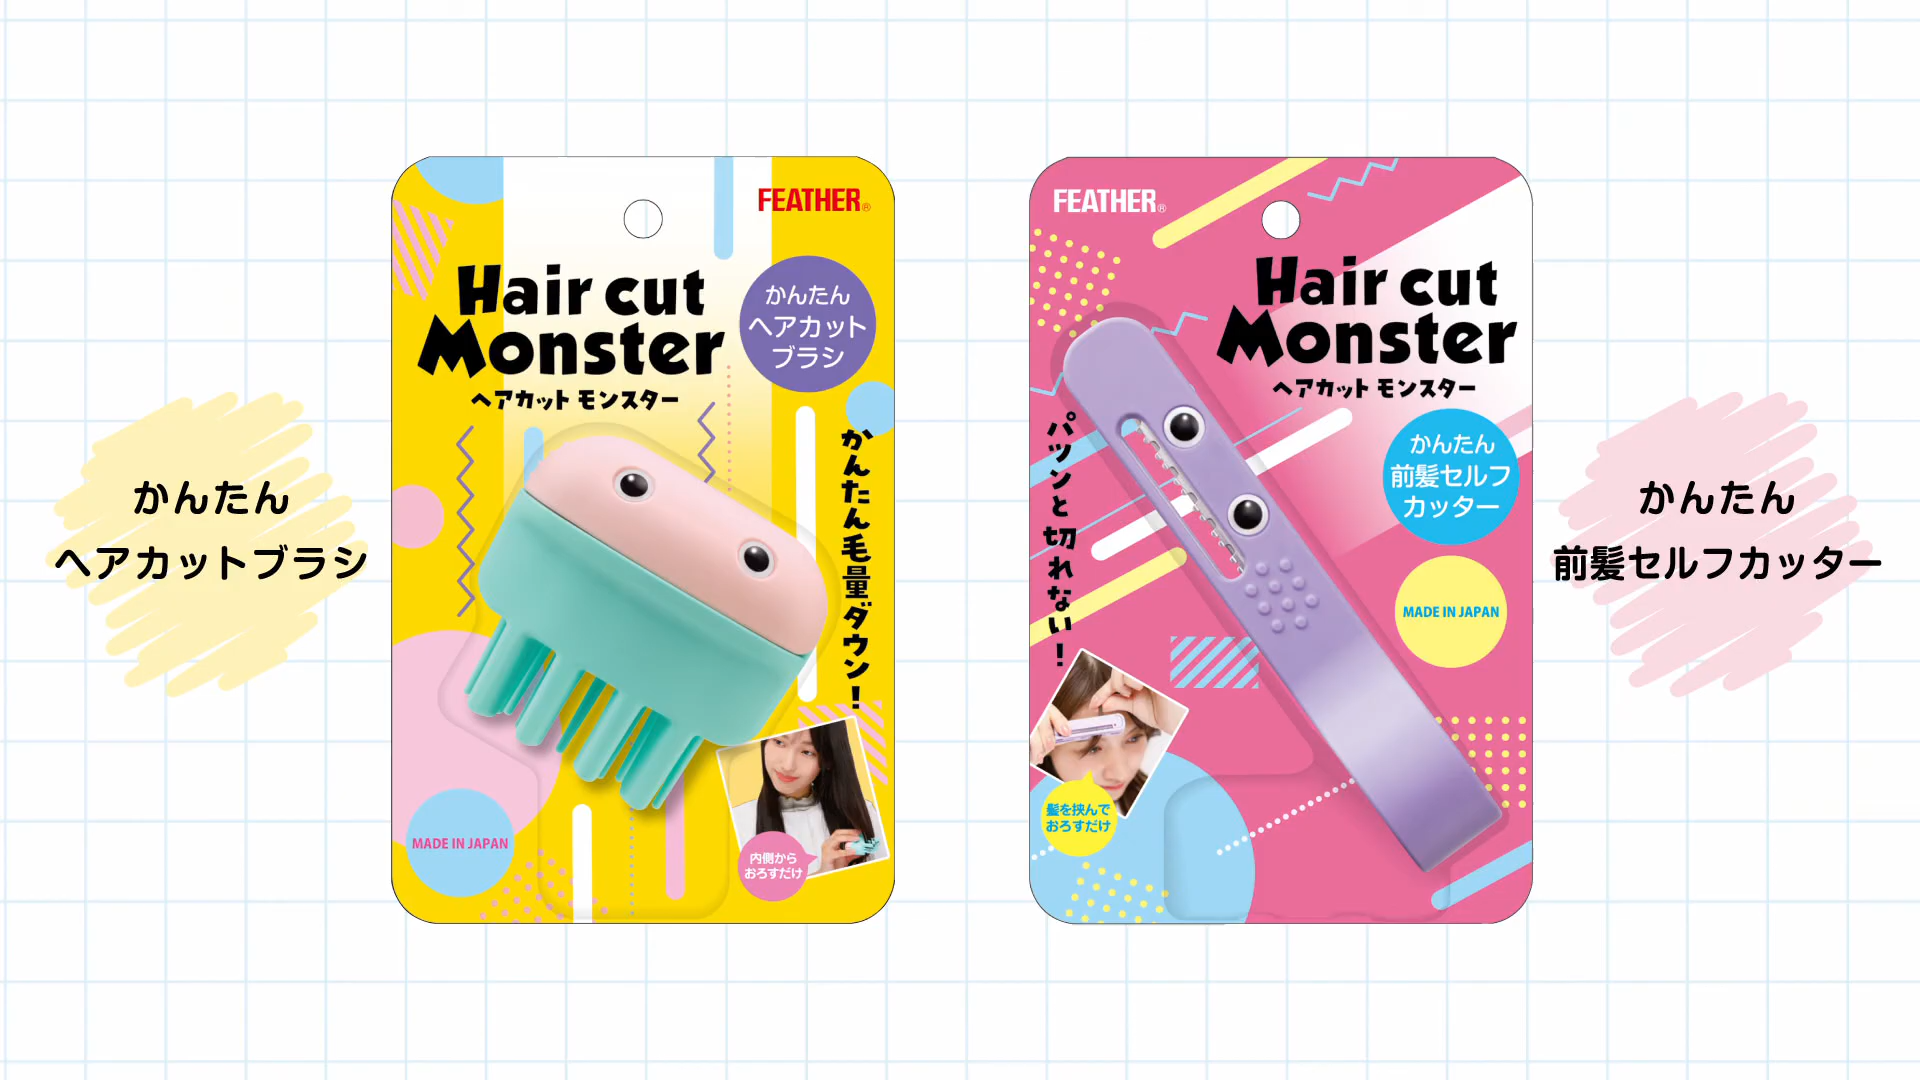 かんたん
ヘアカットブラシ
FEATHER®
Hair cut
Monster
ヘアカット モンスター
かんたん
ヘアカット
ブラシ
かんたん毛量ダウン!
MADE IN JAPAN
内側から
おろすだけ
FEATHER®
Hair cut
Monster
ヘアカット モンスター
かんたん
前髪セルフ
カッター
パツンと切れない!
MADE IN JAPAN
髪を挟んで
おろすだけ
かんたん
前髪セルフカッター